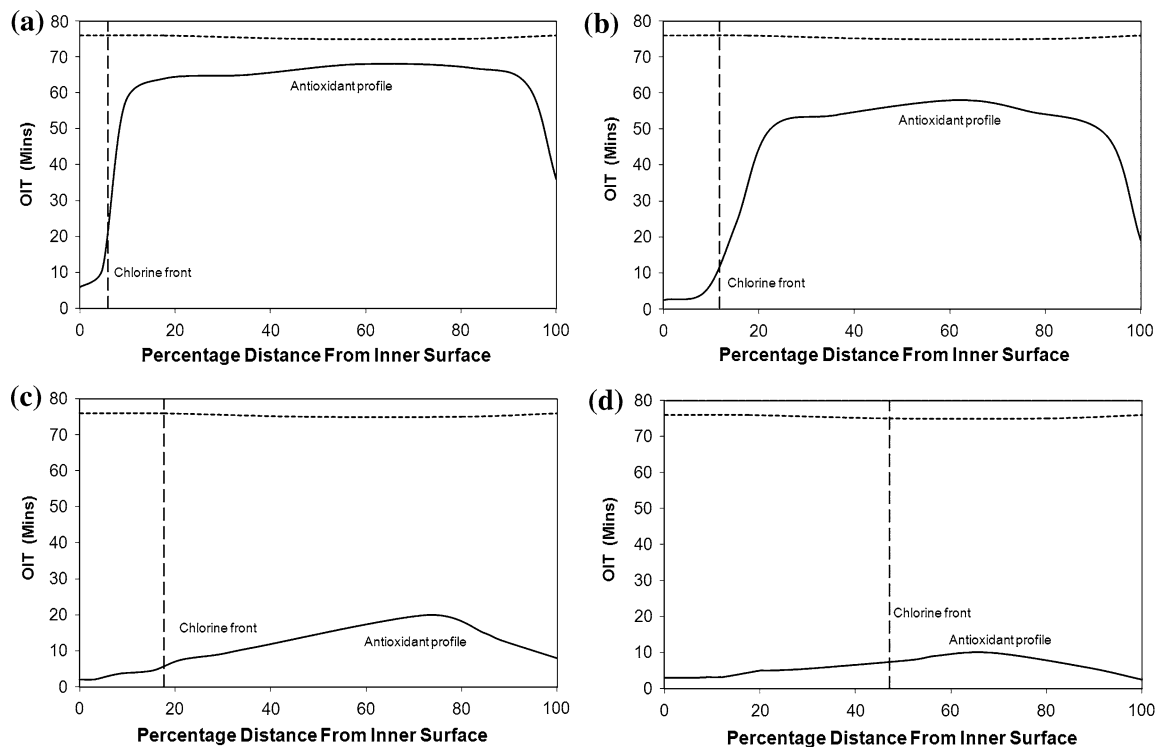 (a)
80
70
60
50
40
30
20
10
0
OIT (Mins)
Antioxidant profile
Chlorine front
0 20 40 60 80 100
Percentage Distance From Inner Surface
(b)
80
70
60
50
40
30
20
10
0
OIT (Mins)
Antioxidant profile
Chlorine front
0 20 40 60 80 100
Percentage Distance From Inner Surface
(c)
80
70
60
50
40
30
20
10
0
OIT (Mins)
Chlorine front
Antioxidant profile
0 20 40 60 80 100
Percentage Distance From Inner Surface
(d)
80
70
60
50
40
30
20
10
0
OIT (Mins)
Chlorine front
Antioxidant profile
0 20 40 60 80 100
Percentage Distance From Inner Surface